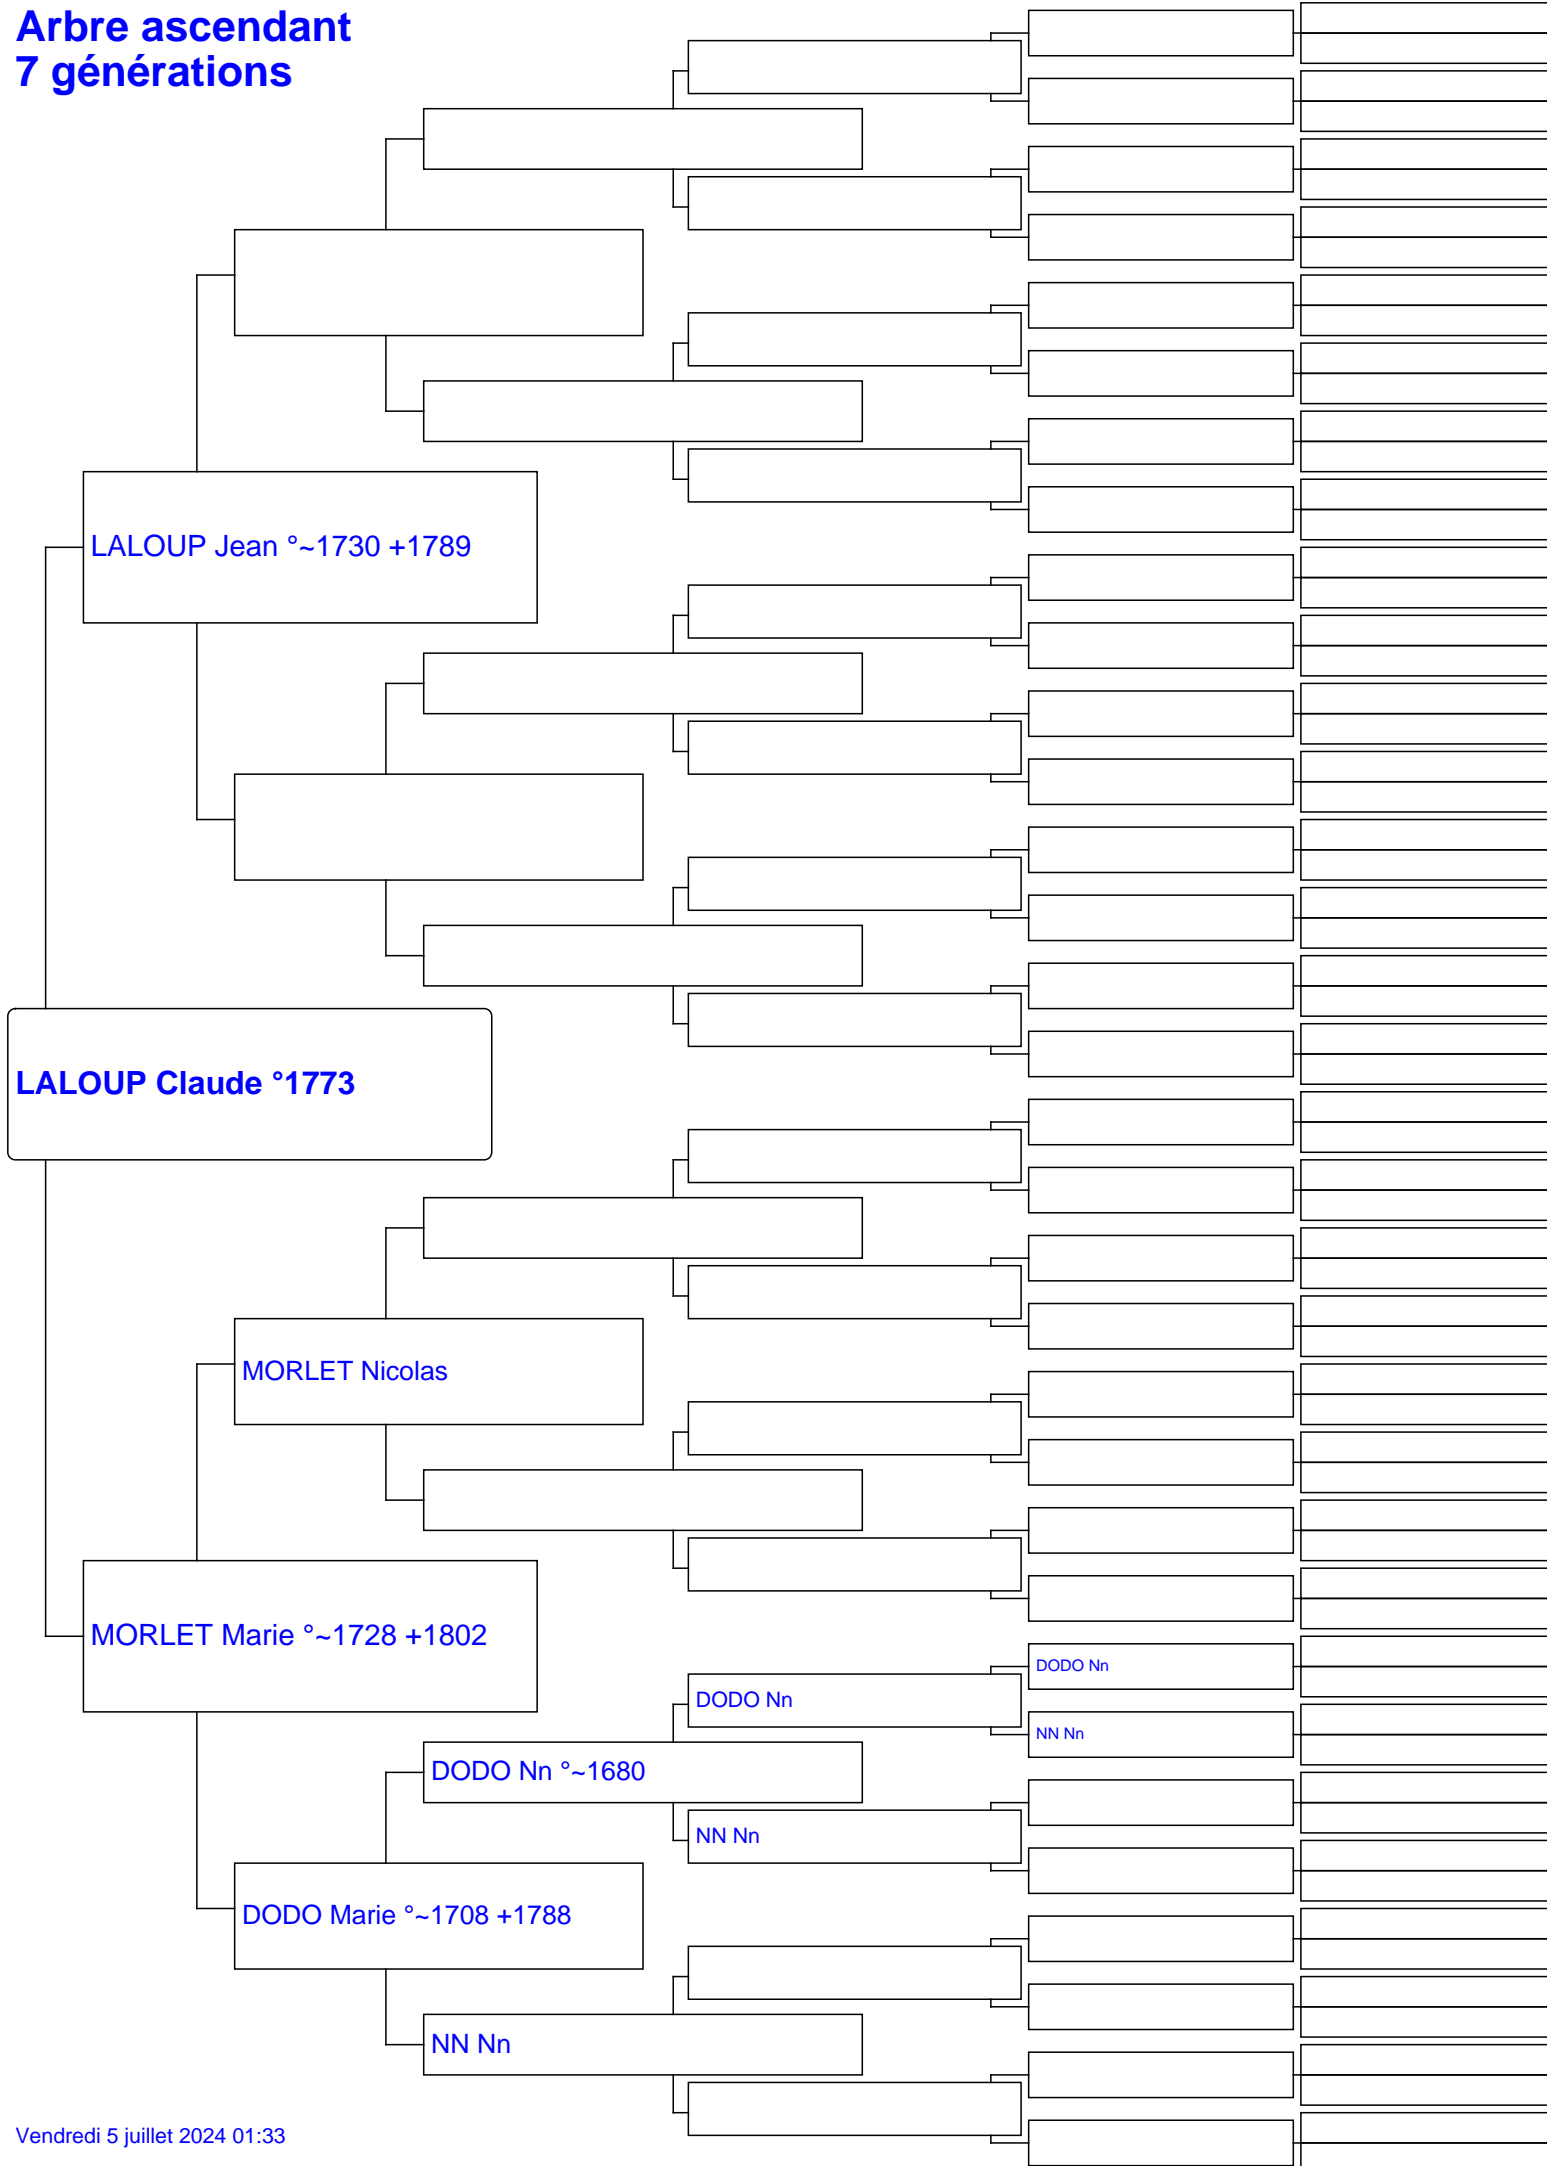 Arbre ascendant
7 générations
LALOUP Jean °~1730 +1789
LALOUP Claude °1773
MORLET Nicolas
MORLET Marie °~1728 +1802
DODO Nn
DODO Nn
NN Nn
DODO Nn °~1680
NN Nn
DODO Marie °~1708 +1788
NN Nn
Vendredi 5 juillet 2024 01:33